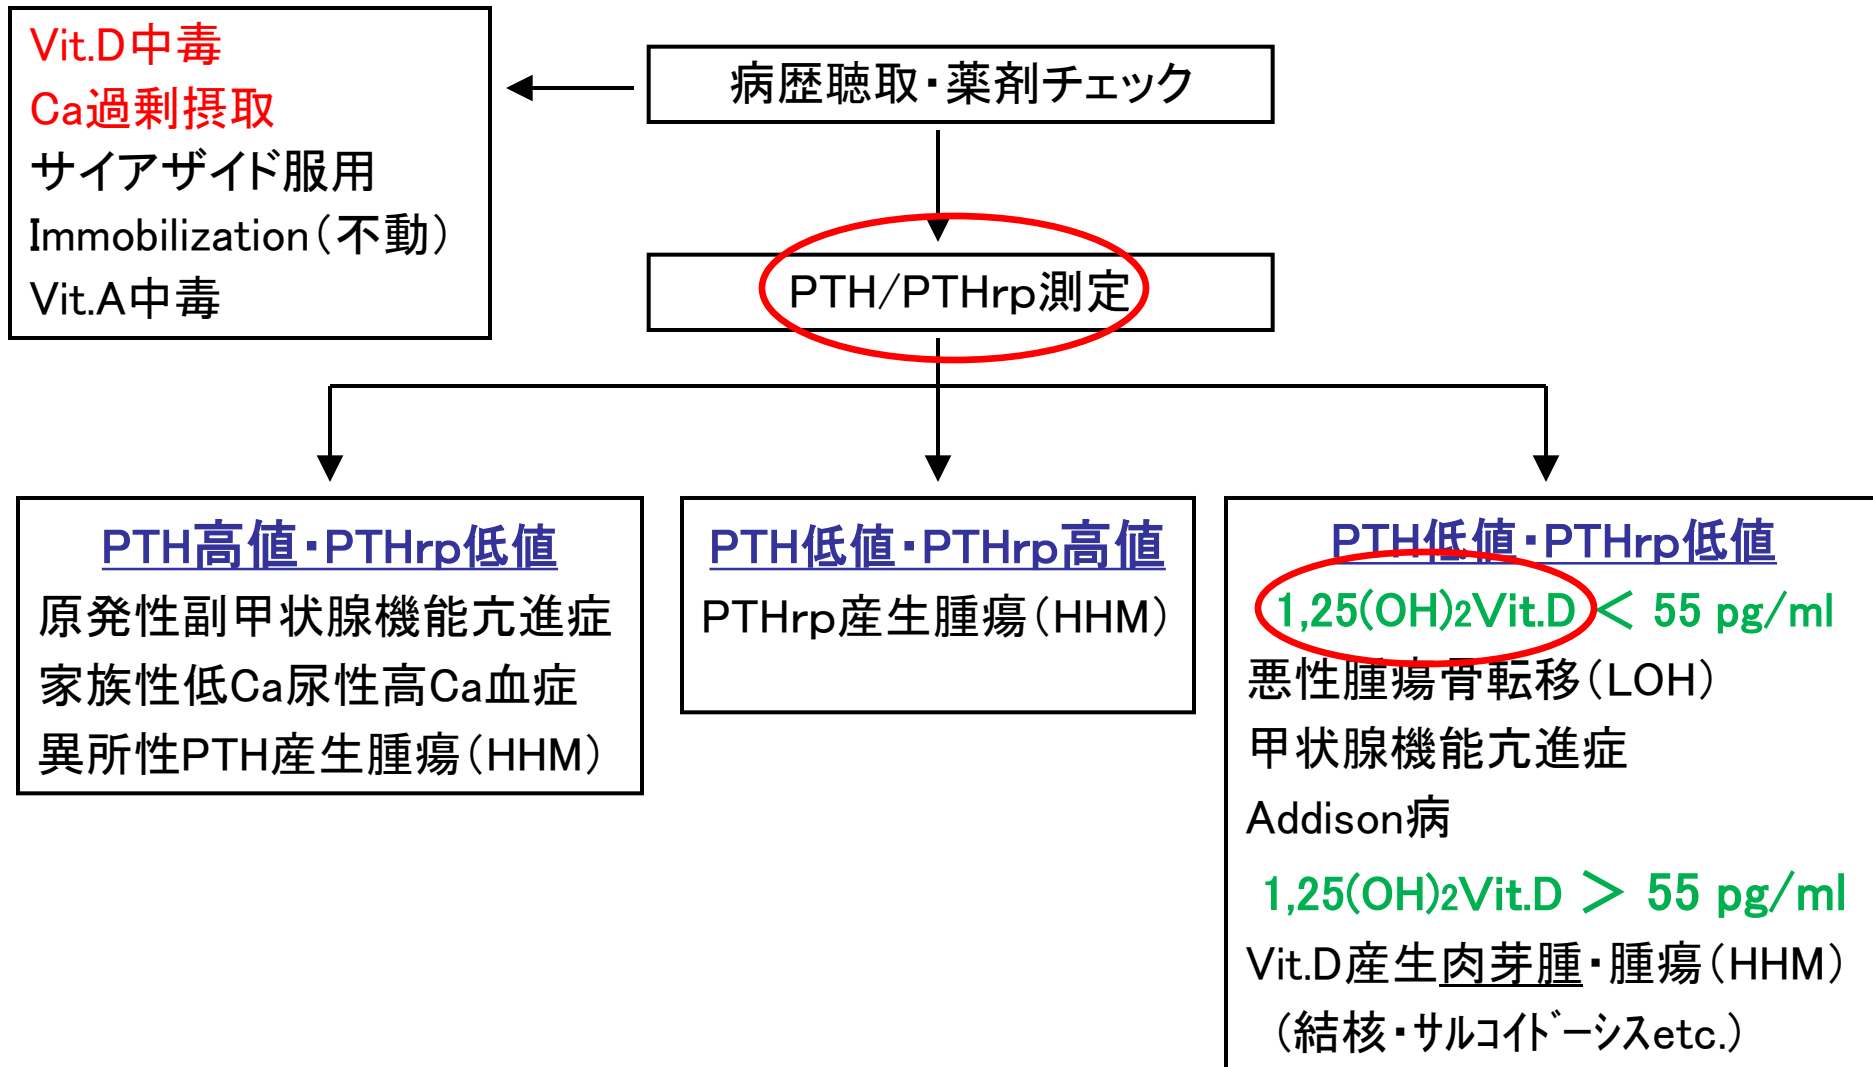 Vit.D中毒
Ca過剰摂取
サイアザイド服用
Immobilization(不動)
Vit.A中毒
病歴聴取・薬剤チェック
PTH/PTHrp測定
PTH高値・PTHrp低値
原発性副甲状腺機能亢進症
家族性低Ca尿性高Ca血症
異所性PTH産生腫瘍(HHM)
PTH低値・PTHrp高値
PTHrp産生腫瘍(HHM)
PTH低値・PTHrp低値
1,25(OH)2Vit.D < 55 pg/ml
悪性腫瘍骨転移(LOH)
甲状腺機能亢進症
Addison病
1,25(OH)2Vit.D > 55 pg/ml
Vit.D産生肉芽腫・腫瘍(HHM)
(結核・サルコイドーシスetc.)